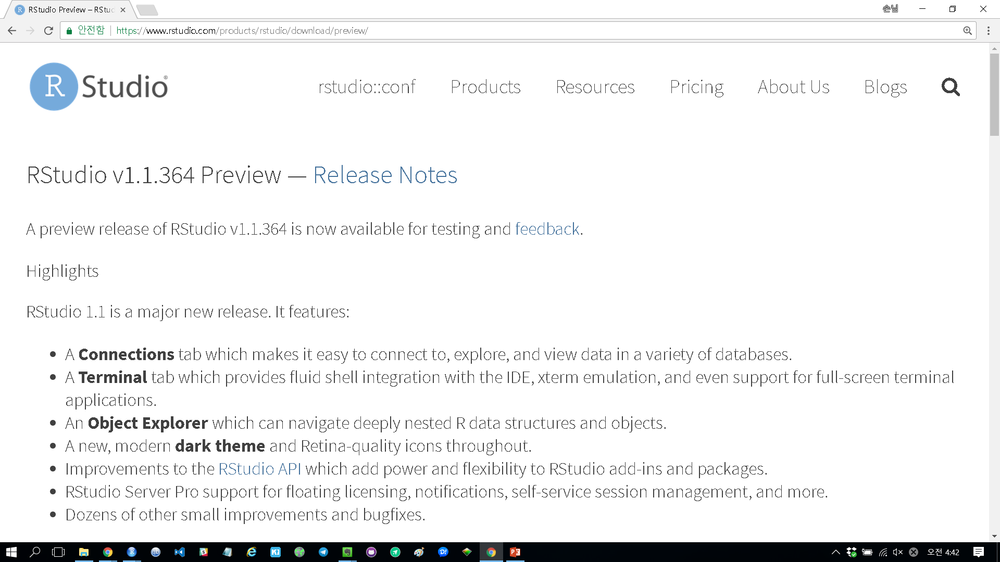 RStudio Preview – RStud
손님
안전함 | https://www.rstudio.com/products/rstudio/download/preview/
R Studio®
rstudio::conf Products Resources Pricing About Us Blogs
RStudio v1.1.364 Preview — Release Notes
A preview release of RStudio v1.1.364 is now available for testing and feedback.
Highlights
RStudio 1.1 is a major new release. It features:
• A Connections tab which makes it easy to connect to, explore, and view data in a variety of databases.
• A Terminal tab which provides fluid shell integration with the IDE, xterm emulation, and even support for full-screen terminal
applications.
• An Object Explorer which can navigate deeply nested R data structures and objects.
• A new, modern dark theme and Retina-quality icons throughout.
• Improvements to the RStudio API which add power and flexibility to RStudio add-ins and packages.
• RStudio Server Pro support for floating licensing, notifications, self-service session management, and more.
• Dozens of other small improvements and bugfixes.
오전 4:42